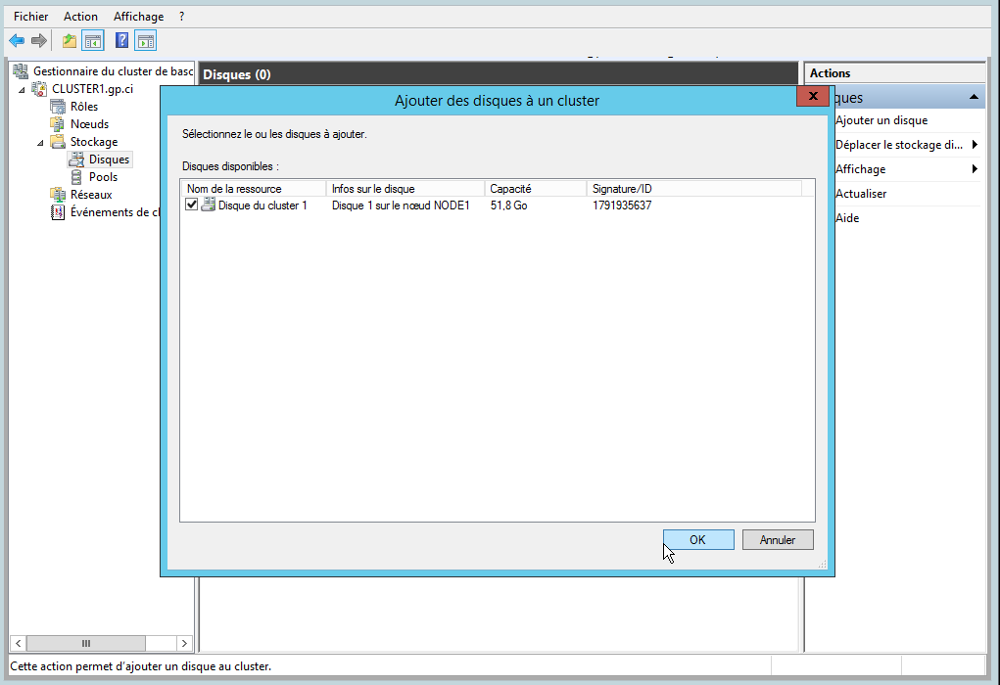 Fichier Action Affichage ?
Gestionnaire du cluster de basc
CLUSTER1.gp.ci
Rôles
Nœuds
Stockage
Disques
Pools
Réseaux
Événements de cl
Disques (0)
Actions
ques
Ajouter un disque
Déplacer le stockage di...
Affichage
Actualiser
Aide
Ajouter des disques à un cluster
x
Sélectionnez le ou les disques à ajouter.
Disques disponibles :
Nom de la ressource Infos sur le disque Capacité Signature/ID
Disque du cluster 1 Disque 1 sur le nœud NODE1 51,8 Go 1791935637
OK Annuler
Cette action permet d'ajouter un disque au cluster.